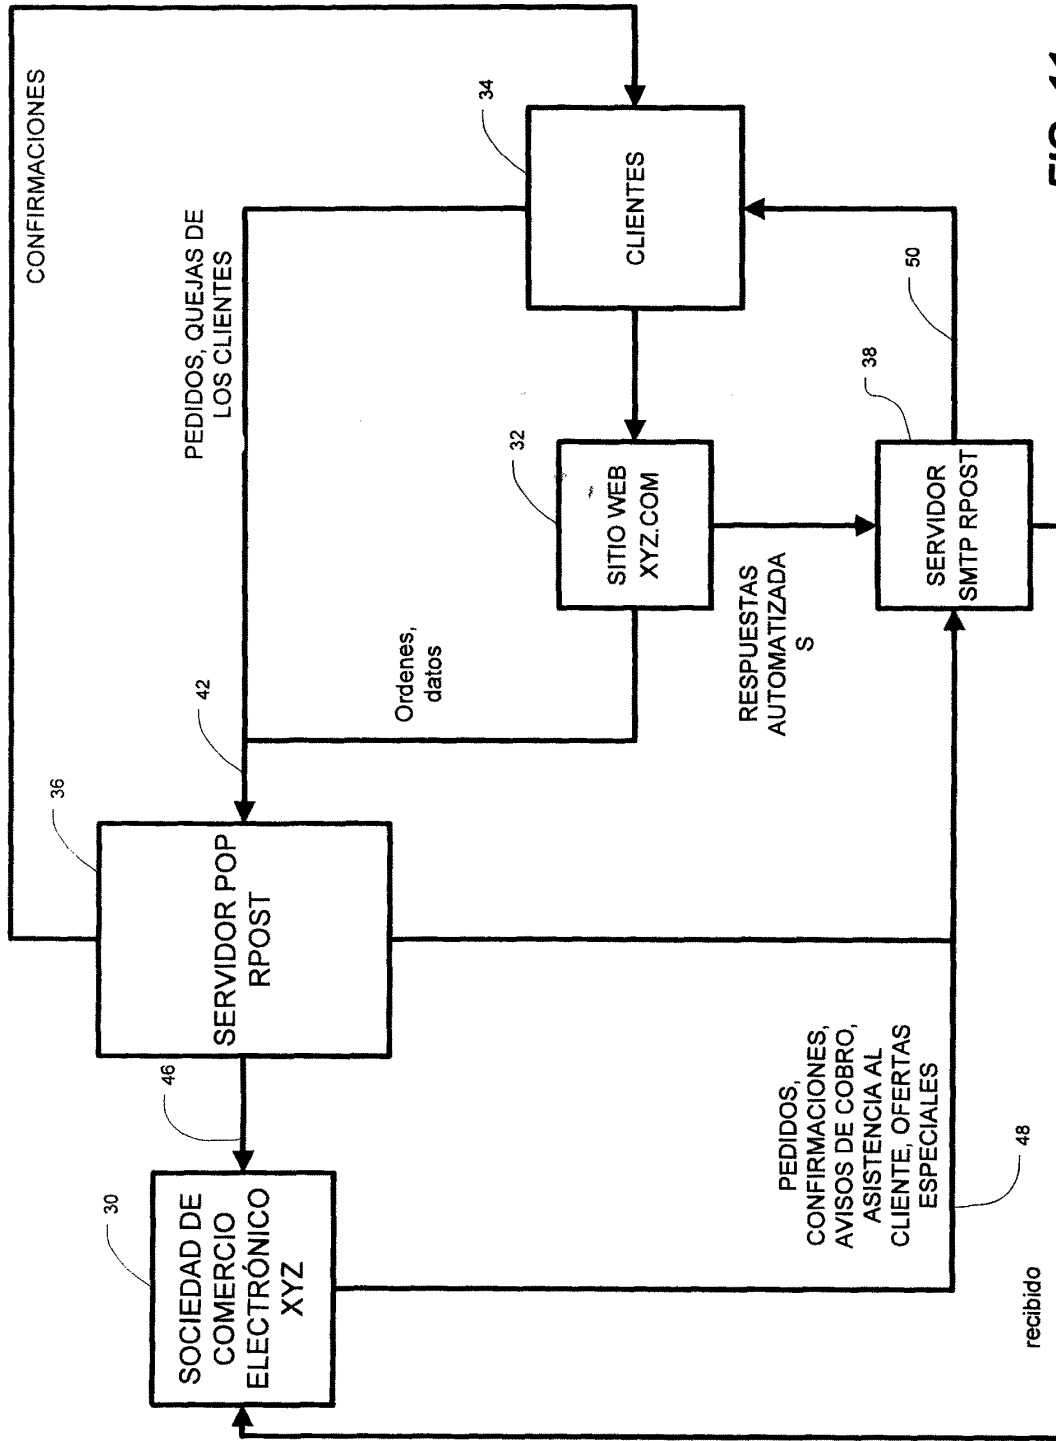 CONFIRMACIONES
36
SERVIDOR POP
RPOST
30
SOCIEDAD DE
COMERCIO
ELECTRÓNICO
XYZ
46
42
PEDIDOS, QUEJAS DE
LOS CLIENTES
Ordenes,
datos
34
CLIENTES
32
SITIO WEB
XYZ.COM
RESPUESTAS
AUTOMATIZADA
S
PEDIDOS,
CONFIRMACIONES,
AVISOS DE COBRO,
ASISTENCIA AL
CLIENTE, OFERTAS
ESPECIALES
38
SERVIDOR
SMTP RPOST
50
48
recibido
FIG.